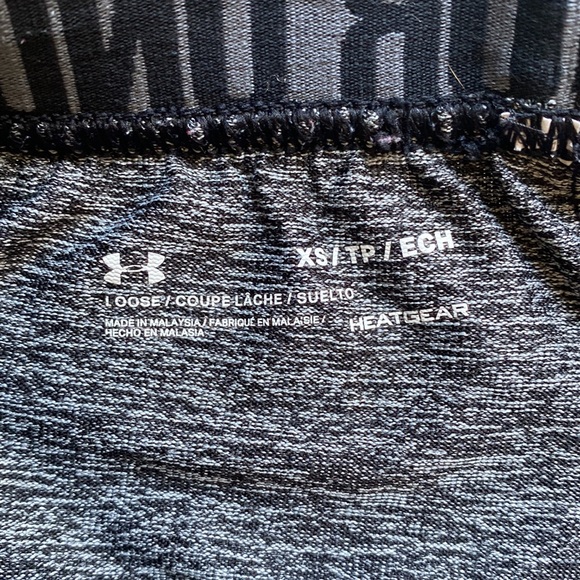 XS / TP / ECH
LOOSE / COUPE LÂCHE / SUELTO
MADE IN MALAYSIA / FABRIQUÉ EN MALAISIE /
HECHO EN MALASIA
HEATGEAR